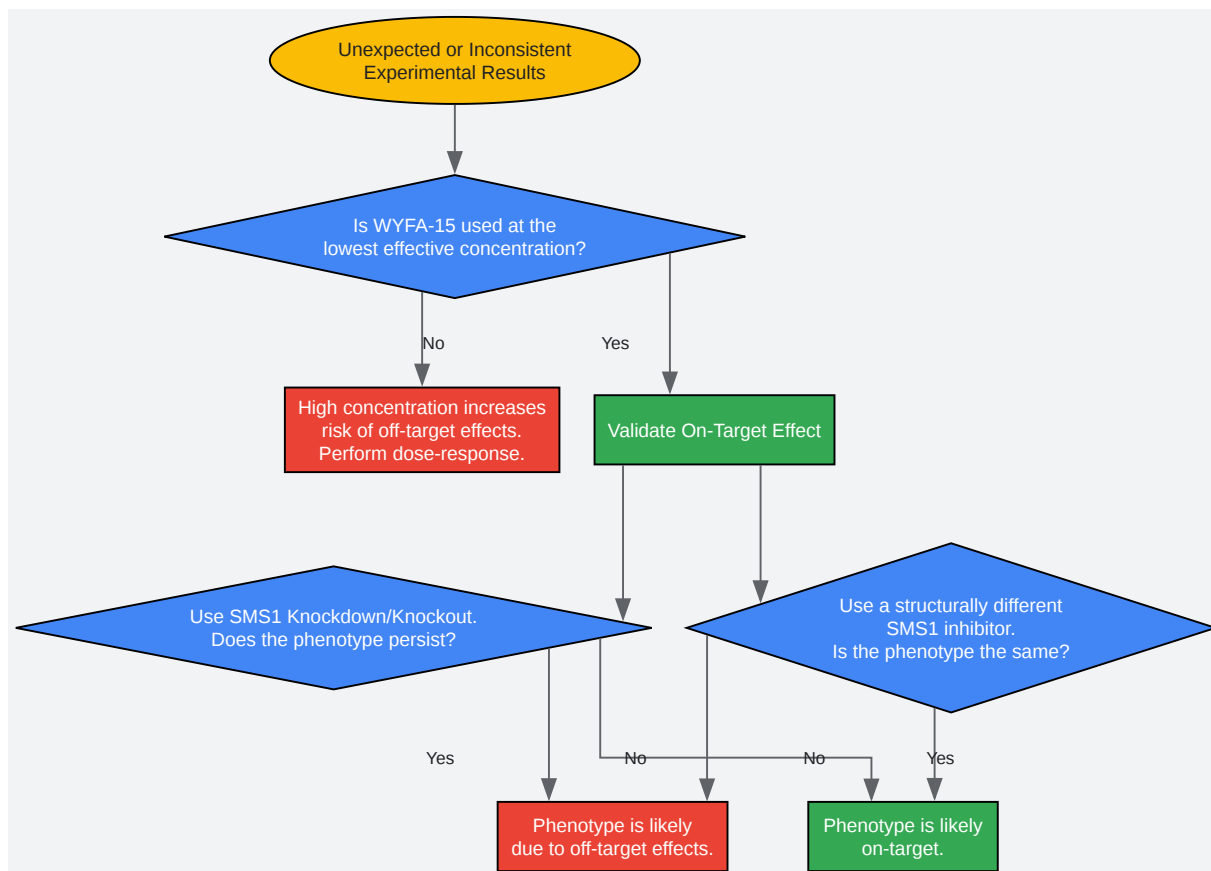 Unexpected or Inconsistent
Experimental Results
Is WYFA-15 used at the
lowest effective concentration?
No
Yes
High concentration increases
risk of off-target effects.
Perform dose-response.
Validate On-Target Effect
Use SMS1 Knockdown/Knockout.
Does the phenotype persist?
Use a structurally different
SMS1 inhibitor.
Is the phenotype the same?
Yes
No
No
Yes
Phenotype is likely
due to off-target effects.
Phenotype is likely
on-target.